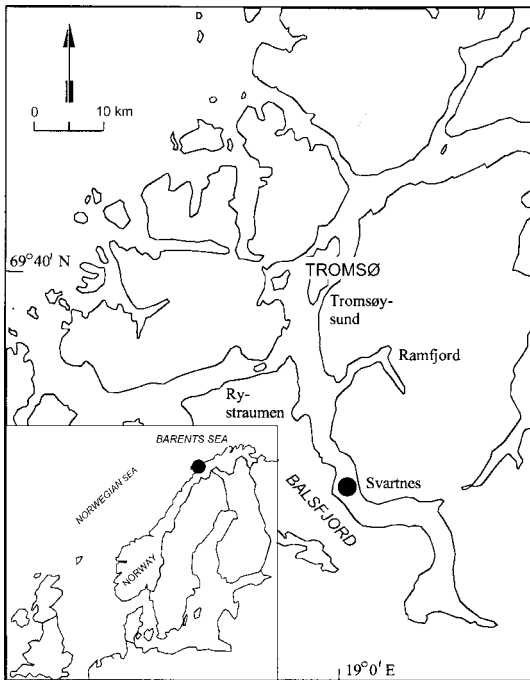 0 10 km
69°40' N
TROMSØ
Tromsøy-
sund
Ramfjord
Ry-
straumen
Svartnes
BALSFJORD
BARENTS SEA
NORWEGIAN SEA
NORWAY
19°0' E